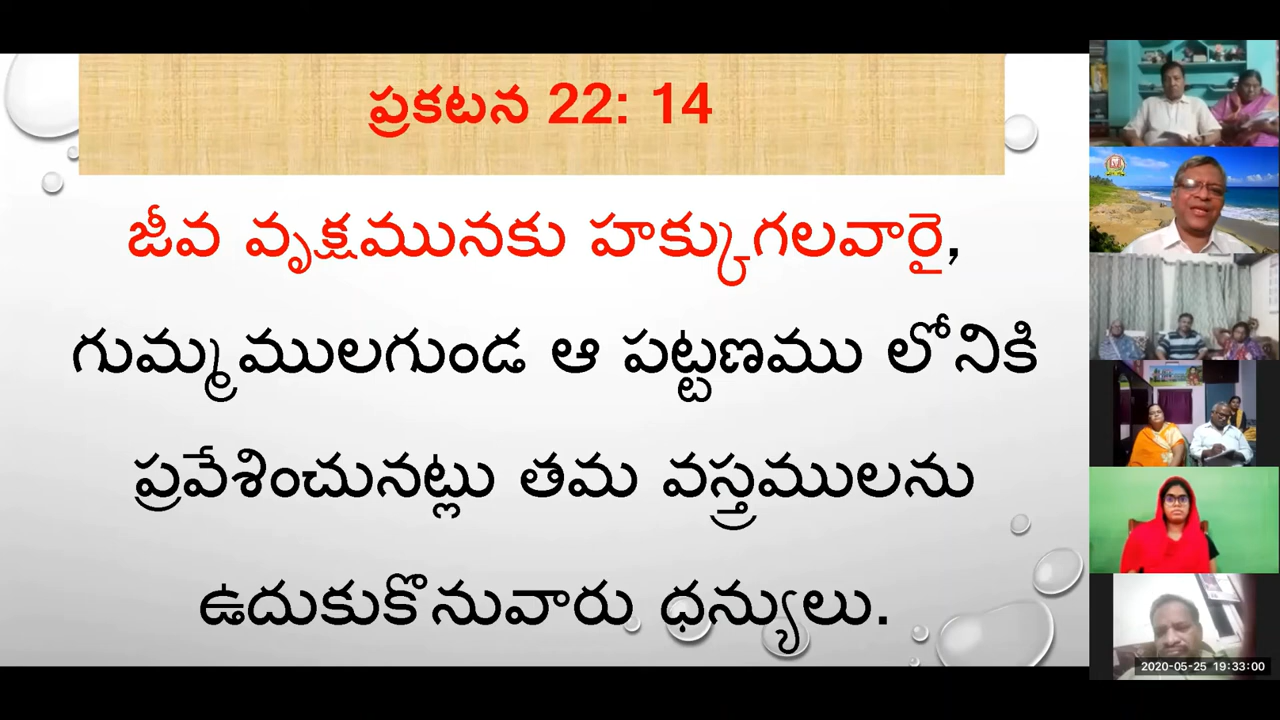 ప్రకటన 22: 14
జీవ వృక్షమునకు హక్కుగలవారై,
గుమ్మములగుండ ఆ పట్టణము లోనికి
ప్రవేశించునట్లు తమ వస్త్రములను
ఉదుకుకొనువారు ధన్యులు.
2020-05-25 19:33:00